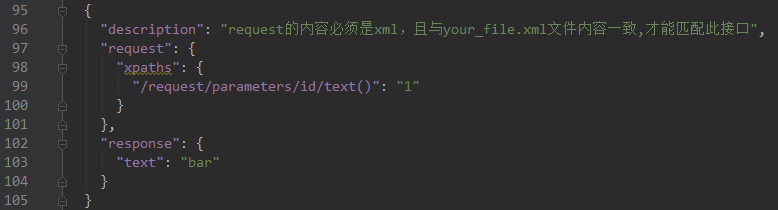 95 {
96 "description": "request的内容必须是xml，且与your_file.xml文件内容一致,才能匹配此接口",
97 "request": {
98 "xpaths": {
99 "/request/parameters/id/text()": "1"
100 }
101 },
102 "response": {
103 "text": "bar"
104 }
105 }